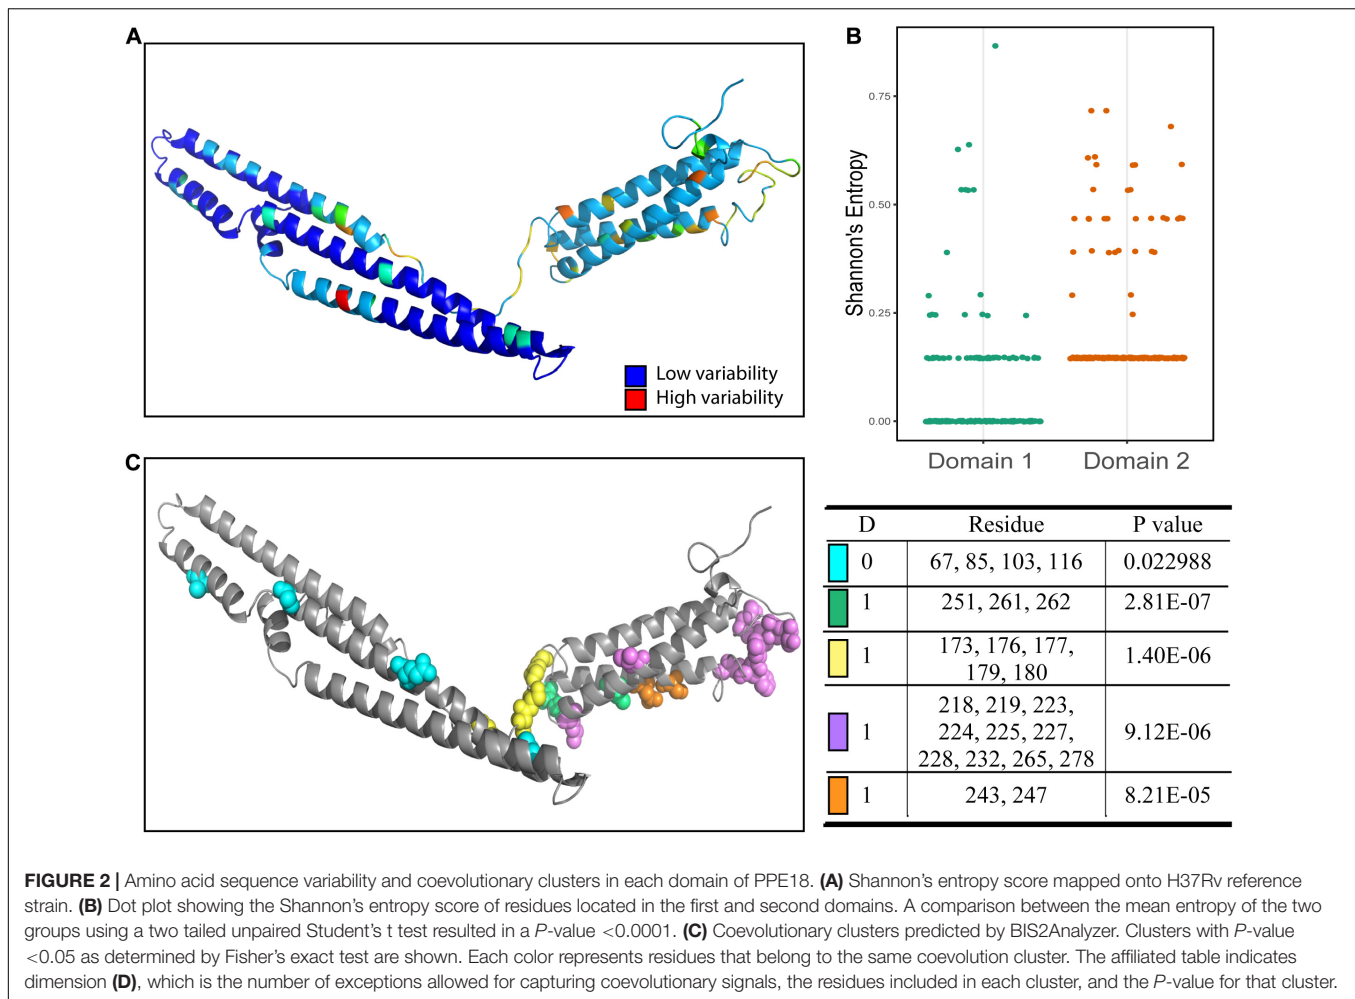 A
Low variability
High variability
B
Shannon's Entropy
0.75
0.50
0.25
0.00
Domain 1
Domain 2
C
D Residue P value
0 67, 85, 103, 116 0.022988
1 251, 261, 262 2.81E-07
1 173, 176, 177, 179, 180 1.40E-06
1 218, 219, 223, 224, 225, 227, 228, 232, 265, 278 9.12E-06
1 243, 247 8.21E-05
FIGURE 2 | Amino acid sequence variability and coevolutionary clusters in each domain of PPE18. (A) Shannon's entropy score mapped onto H37Rv reference
strain. (B) Dot plot showing the Shannon's entropy score of residues located in the first and second domains. A comparison between the mean entropy of the two
groups using a two tailed unpaired Student's t test resulted in a P-value <0.0001. (C) Coevolutionary clusters predicted by BIS2Analyzer. Clusters with P-value
<0.05 as determined by Fisher's exact test are shown. Each color represents residues that belong to the same coevolution cluster. The affiliated table indicates
dimension (D), which is the number of exceptions allowed for capturing coevolutionary signals, the residues included in each cluster, and the P-value for that cluster.